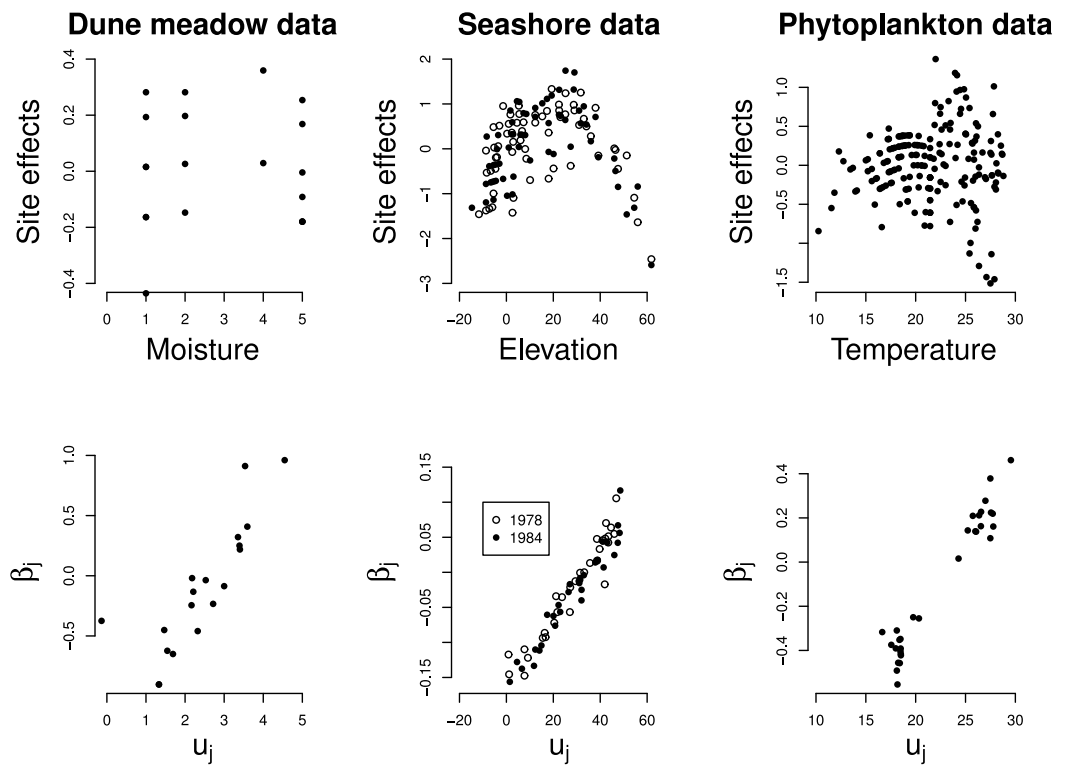 Dune meadow data
Seashore data
Phytoplankton data
Site effects
0.4
0.2
0.0
−0.2
−0.4
0 1 2 3 4 5
Moisture
Site effects
2
1
0
−1
−2
−3
−20 0 20 40 60
Elevation
Site effects
1.0
0.5
0.0
−0.5
−1.5
10 15 20 25 30
Temperature
βj
1.0
0.5
0.0
−0.5
0 1 2 3 4 5
uj
βj
0.15
0.05
−0.05
−0.15
1978
1984
−20 0 20 40 60
uj
βj
0.4
0.2
0.0
−0.2
−0.4
10 15 20 25 30
uj